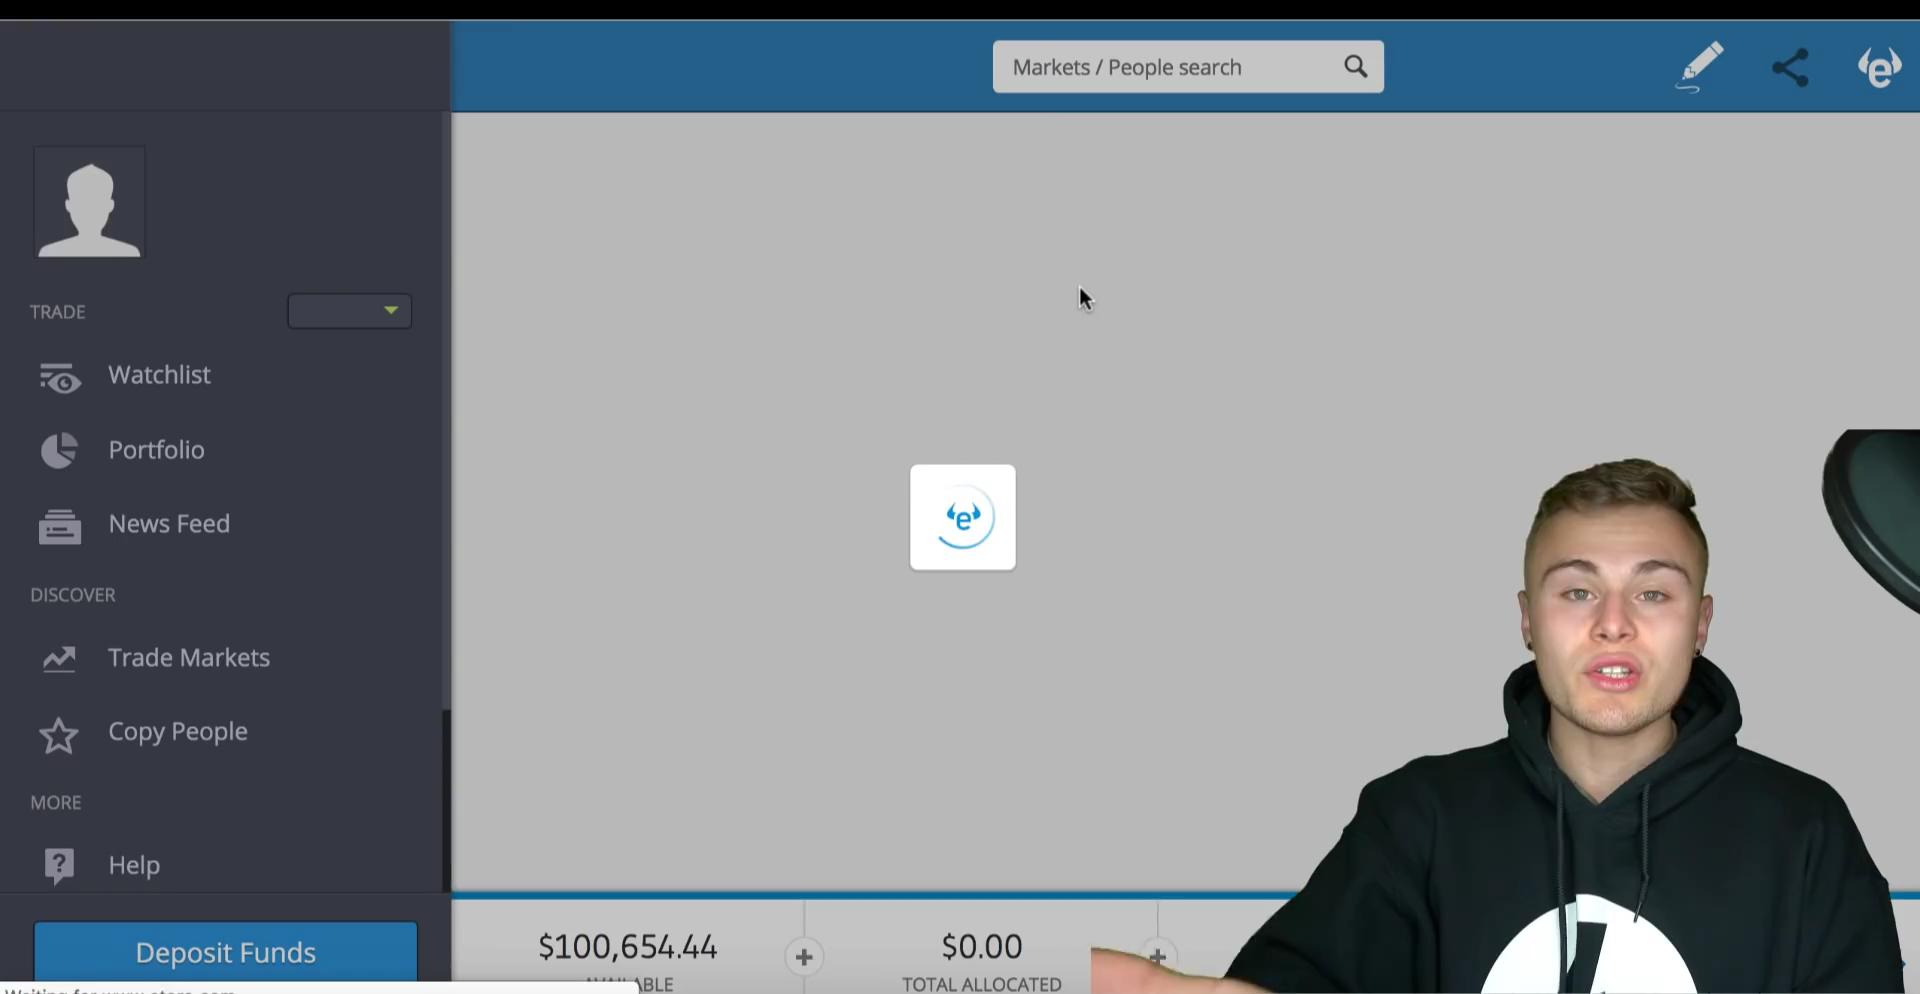 Markets / People search
TRADE
Watchlist
Portfolio
News Feed
DISCOVER
Trade Markets
Copy People
MORE
Help
Deposit Funds
$100,654.44
$0.00
TOTAL ALLOCATED